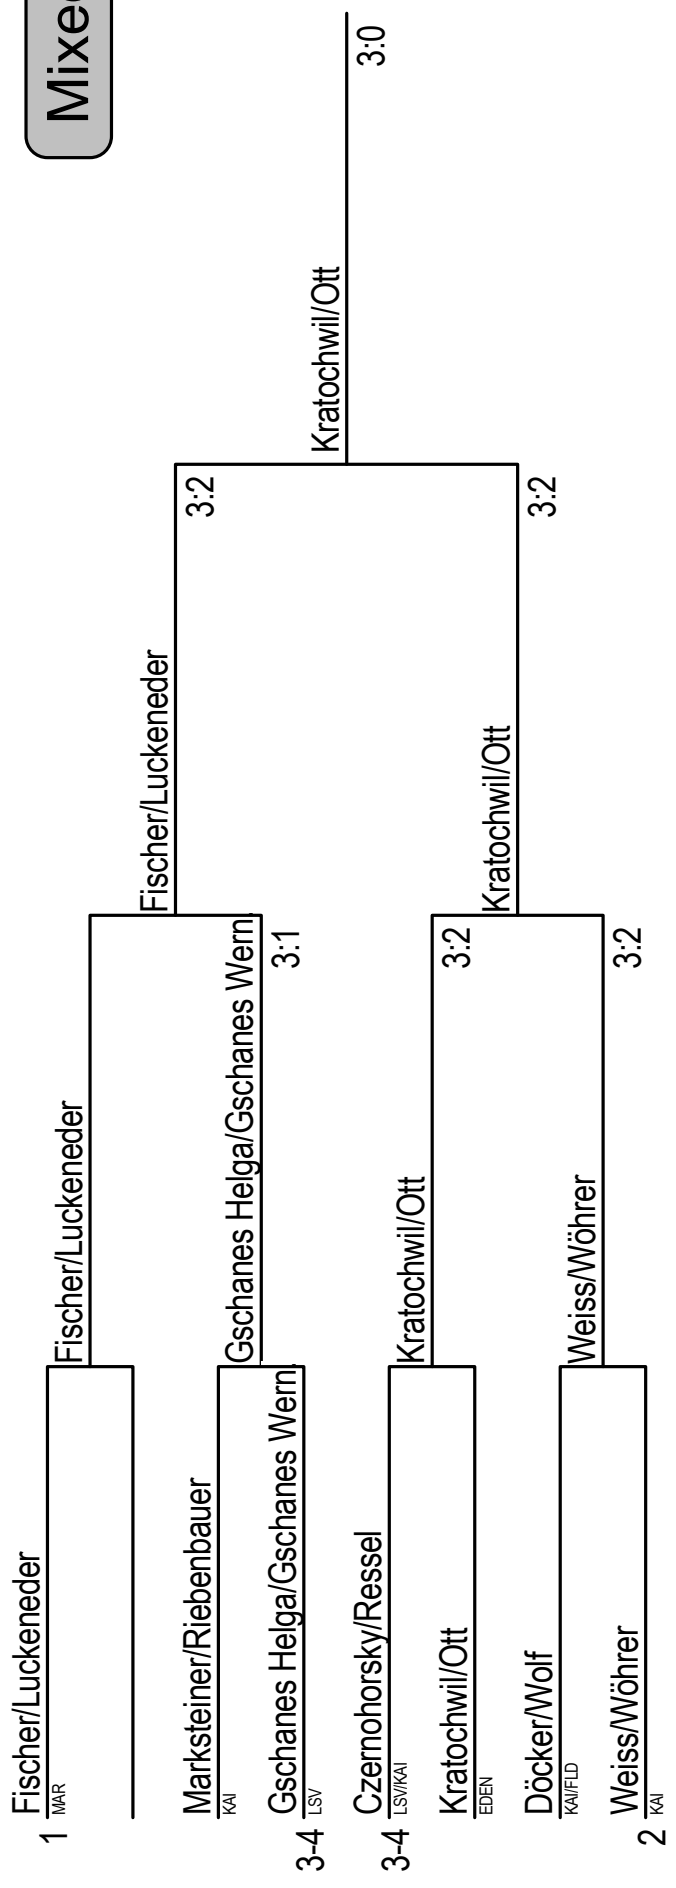 Fischer/Luckeneder
1
MAR
Fischer/Luckeneder
Mixed
Fischer/Luckeneder
Marksteiner/Riebenbauer
3:2
KAI
Gschanes Helga/Gschanes Wern.
Gschanes Helga/Gschanes Wern.
3:1
3-4
LSV
Kratochwil/Ott
Czernohorsky/Ressel
3:0
3-4
LSV/KAI
Kratochwil/Ott
Kratochwil/Ott
3:2
EDEN
Kratochwil/Ott
Döcker/Wolf
3:2
KAI/FLD
Weiss/Wöhrer
Weiss/Wöhrer
3:2
2
KAI